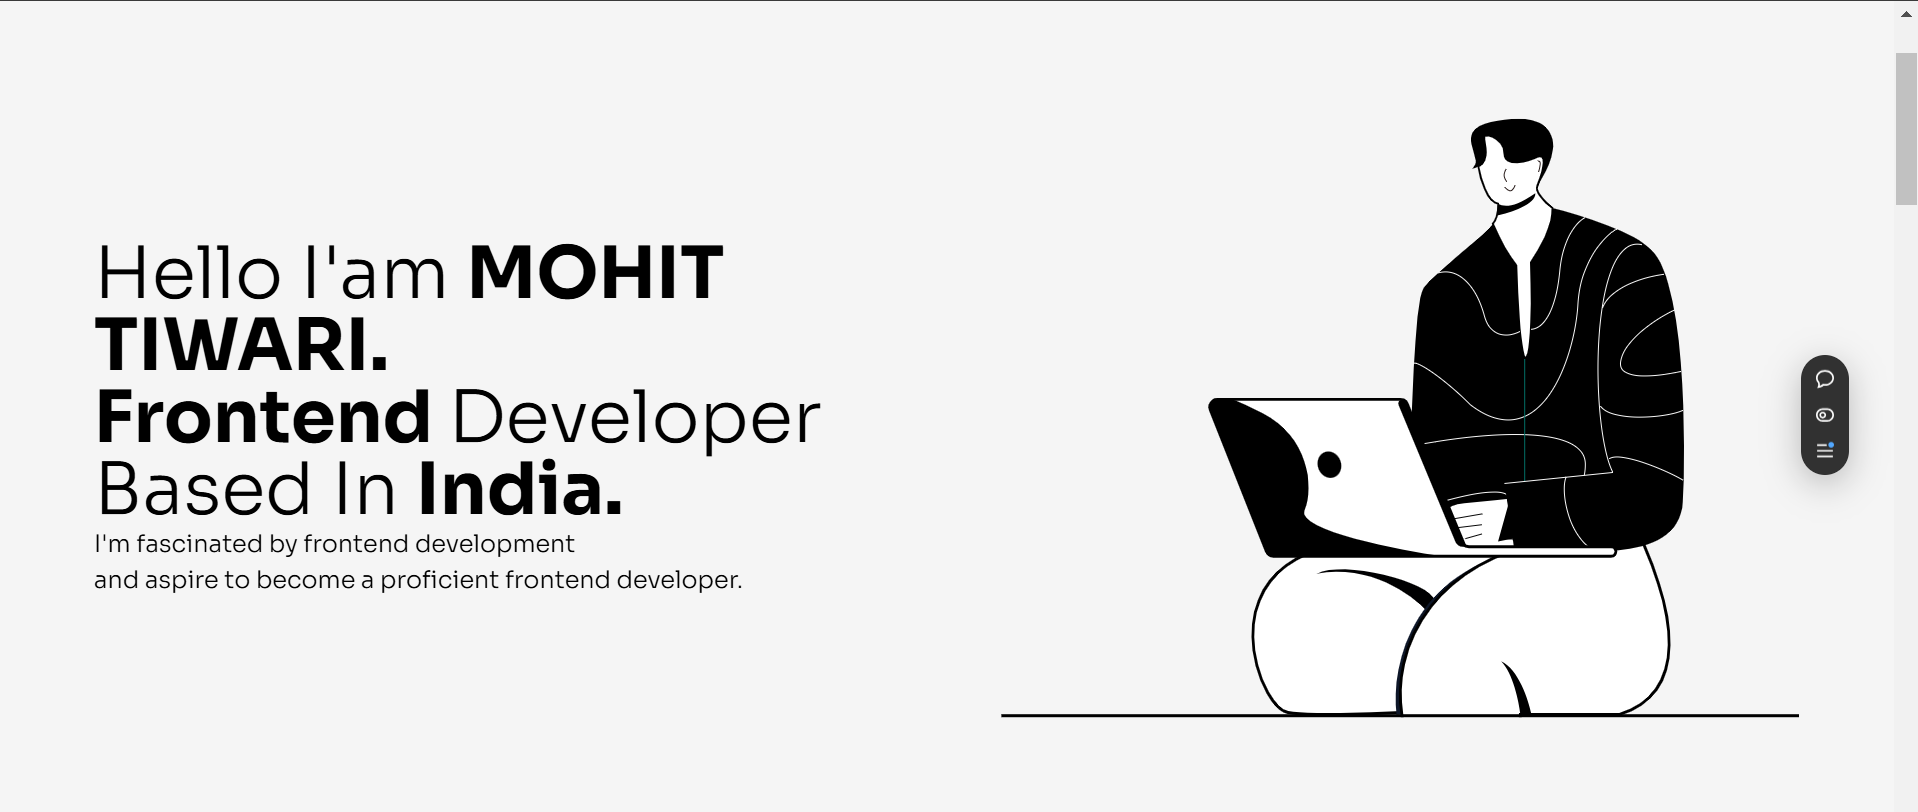 Hello I'am MOHIT
TIWARI.
Frontend Developer
Based In India.
I'm fascinated by frontend development
and aspire to become a proficient frontend developer.